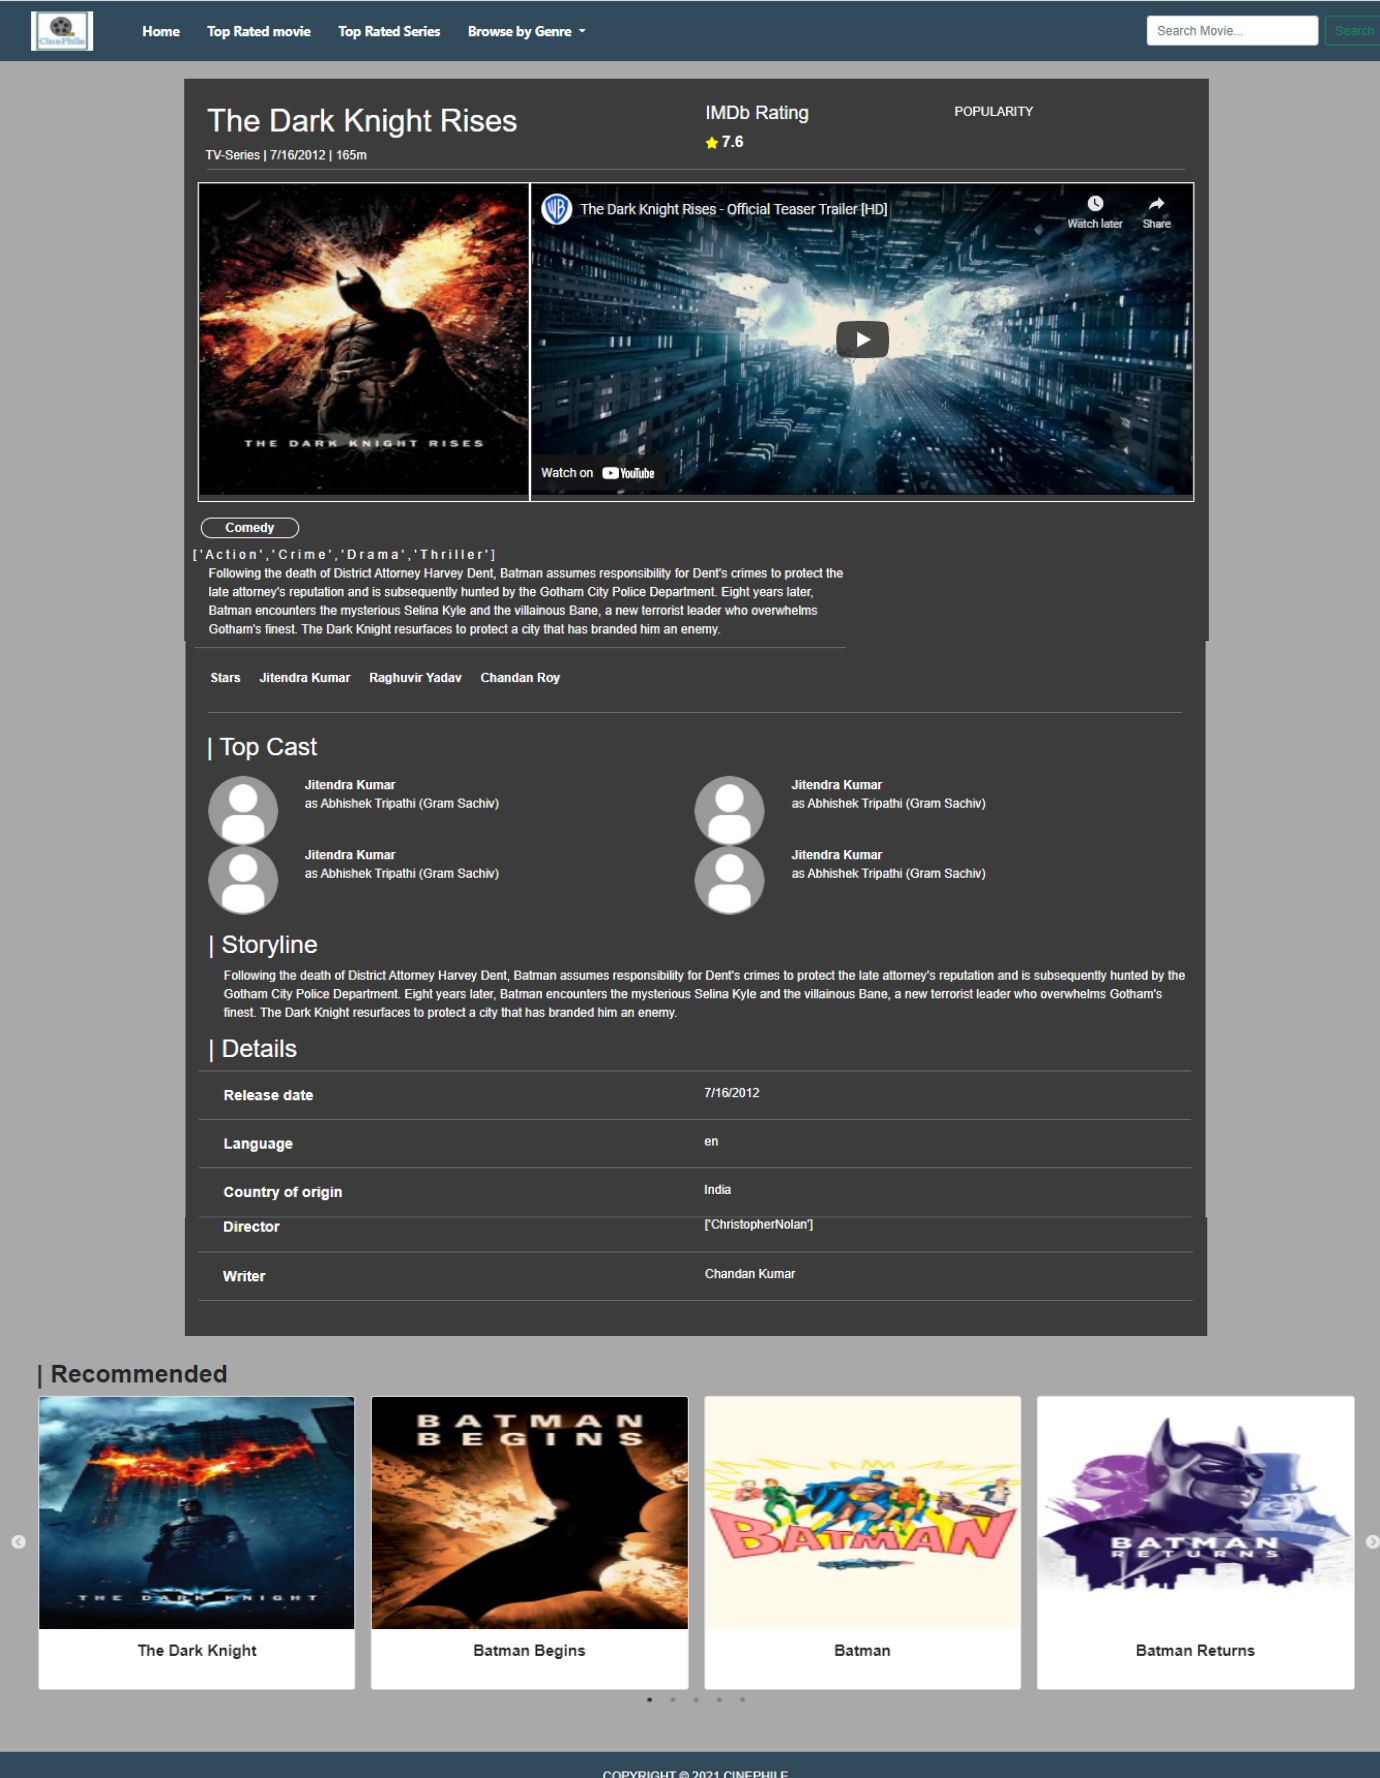 CinePhile
Home Top Rated movie Top Rated Series Browse by Genre
Search Movie...
Search
The Dark Knight Rises
TV-Series | 7/16/2012 | 165m
IMDb Rating
7.6
POPULARITY
THE DARK KNIGHT RISES
WB
The Dark Knight Rises - Official Teaser Trailer [HD]
Watch later
Share
Watch on YouTube
Comedy
['Action','Crime','Drama','Thriller']
Following the death of District Attorney Harvey Dent, Batman assumes responsibility for Dent's crimes to protect the
late attorney's reputation and is subsequently hunted by the Gotham City Police Department. Eight years later,
Batman encounters the mysterious Selina Kyle and the villainous Bane, a new terrorist leader who overwhelms
Gotham's finest. The Dark Knight resurfaces to protect a city that has branded him an enemy.
Stars Jitendra Kumar Raghuvir Yadav Chandan Roy
| Top Cast
Jitendra Kumar
as Abhishek Tripathi (Gram Sachiv)
Jitendra Kumar
as Abhishek Tripathi (Gram Sachiv)
Jitendra Kumar
as Abhishek Tripathi (Gram Sachiv)
Jitendra Kumar
as Abhishek Tripathi (Gram Sachiv)
| Storyline
Following the death of District Attorney Harvey Dent, Batman assumes responsibility for Dent's crimes to protect the late attorney's reputation and is subsequently hunted by the
Gotham City Police Department. Eight years later, Batman encounters the mysterious Selina Kyle and the villainous Bane, a new terrorist leader who overwhelms Gotham's
finest. The Dark Knight resurfaces to protect a city that has branded him an enemy.
| Details
Release date 7/16/2012
Language en
Country of origin India
Director ['ChristopherNolan']
Writer Chandan Kumar
| Recommended
THE DARK KNIGHT
The Dark Knight
BATMAN
BEGINS
Batman Begins
BATMAN
Batman
BATMAN
RETURNS
Batman Returns
COPYRIGHT © 2021 CINEPHILE